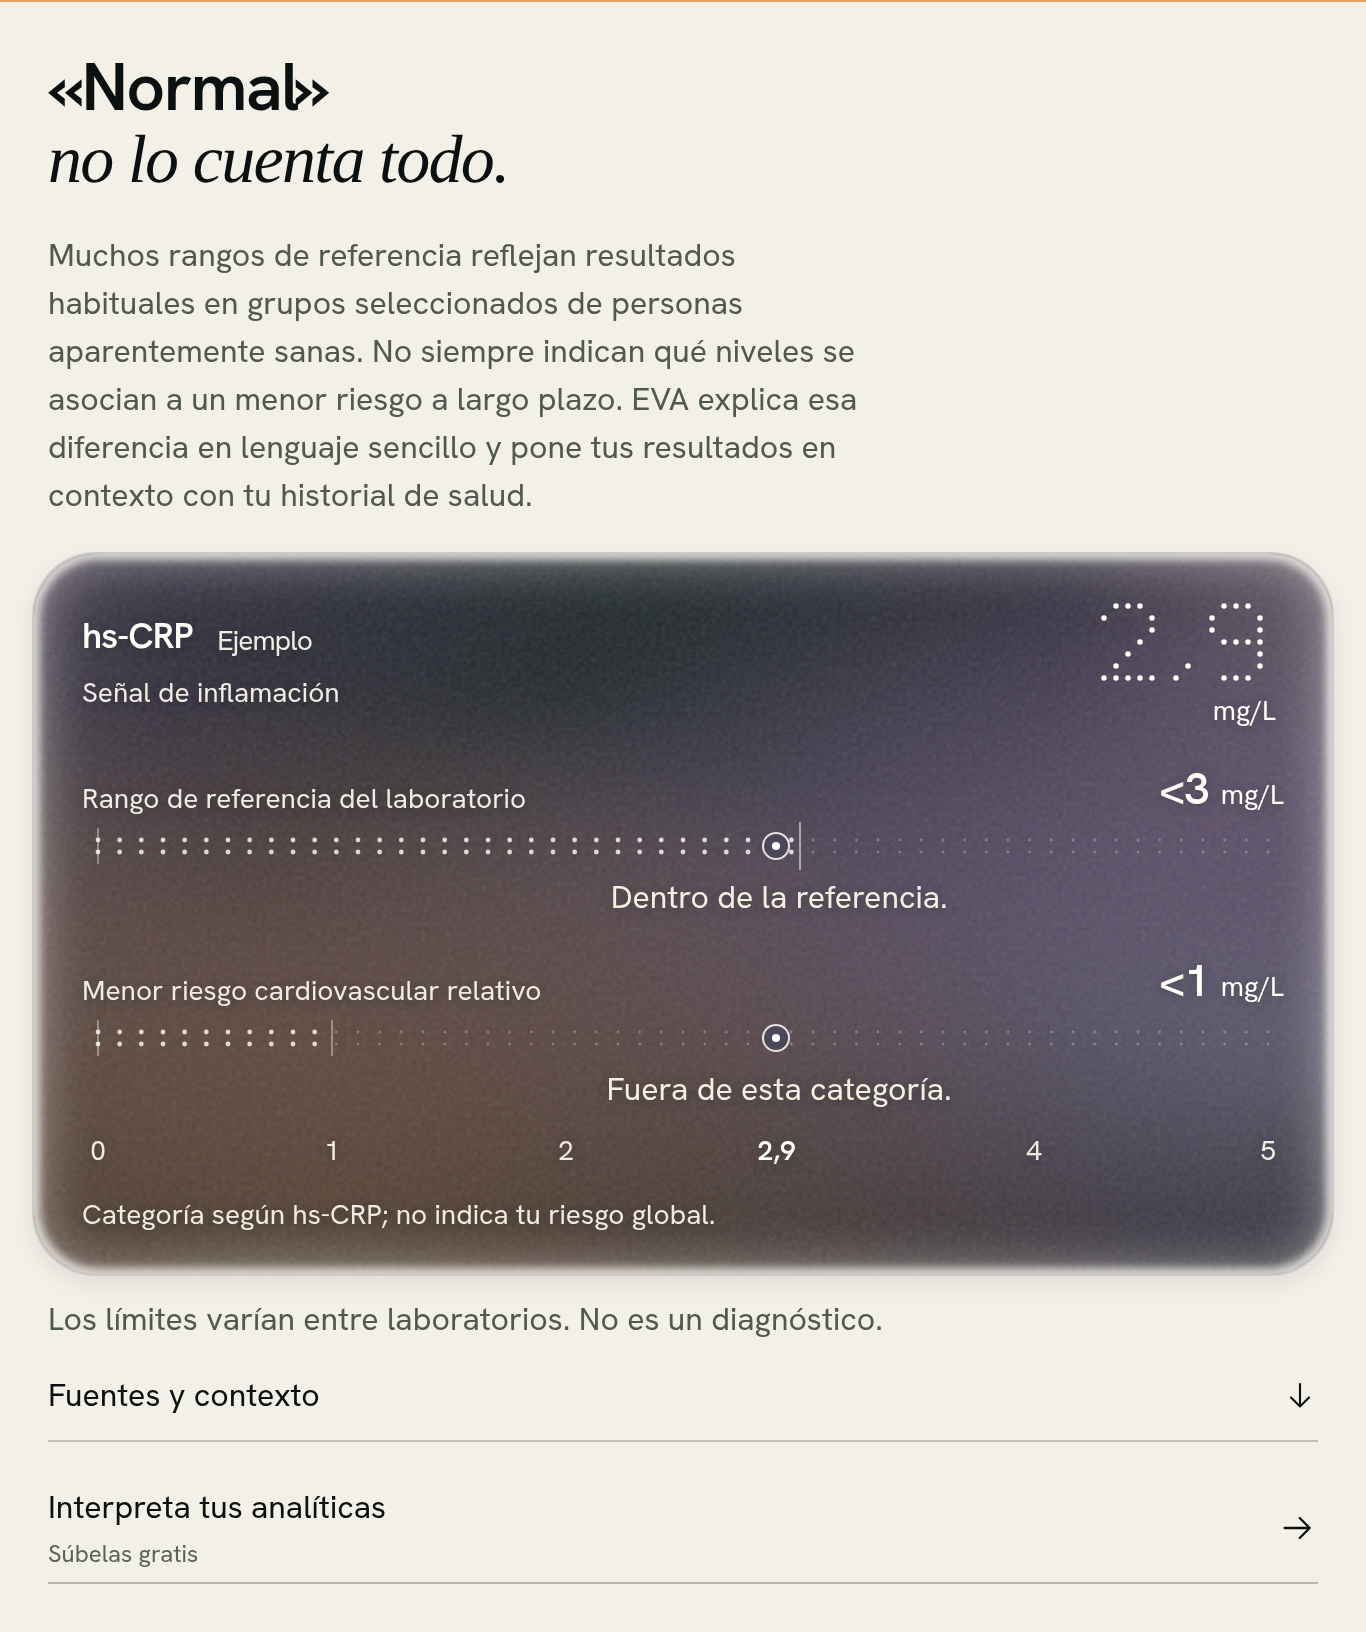 «Normal»
no lo cuenta todo.
Muchos rangos de referencia reflejan resultados
habituales en grupos seleccionados de personas
aparentemente sanas. No siempre indican qué niveles se
asocian a un menor riesgo a largo plazo. EVA explica esa
diferencia en lenguaje sencillo y pone tus resultados en
contexto con tu historial de salud.
hs-CRP Ejemplo
2,9
Señal de inflamación
mg/L
Rango de referencia del laboratorio <3 mg/L
Dentro de la referencia.
Menor riesgo cardiovascular relativo <1 mg/L
Fuera de esta categoría.
0 1 2 2,9 4 5
Categoría según hs-CRP; no indica tu riesgo global.
Los límites varían entre laboratorios. No es un diagnóstico.
Fuentes y contexto
Interpreta tus analíticas
Súbelas gratis